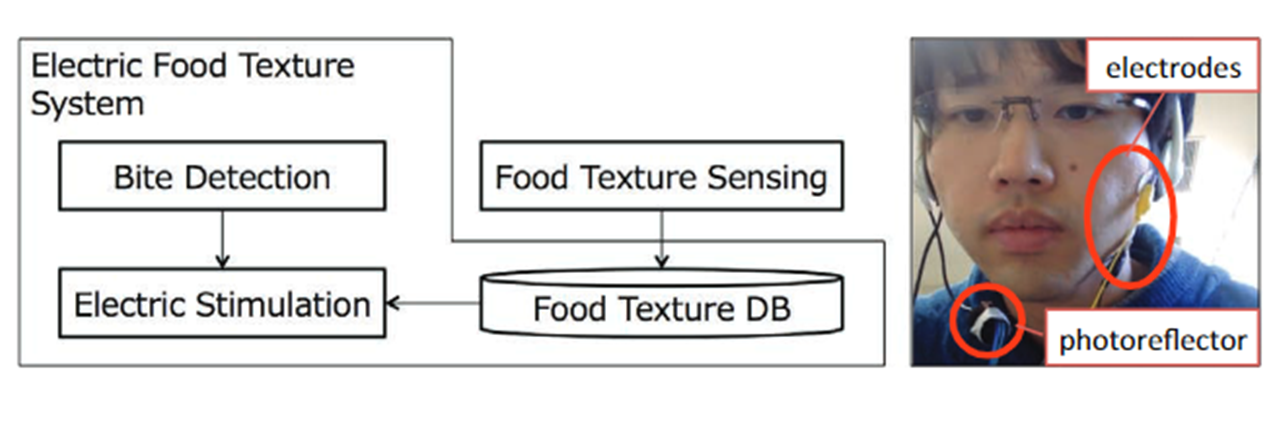 Electric Food Texture
System
Bite Detection
Food Texture Sensing
Electric Stimulation
Food Texture DB
electrodes
photoreflector